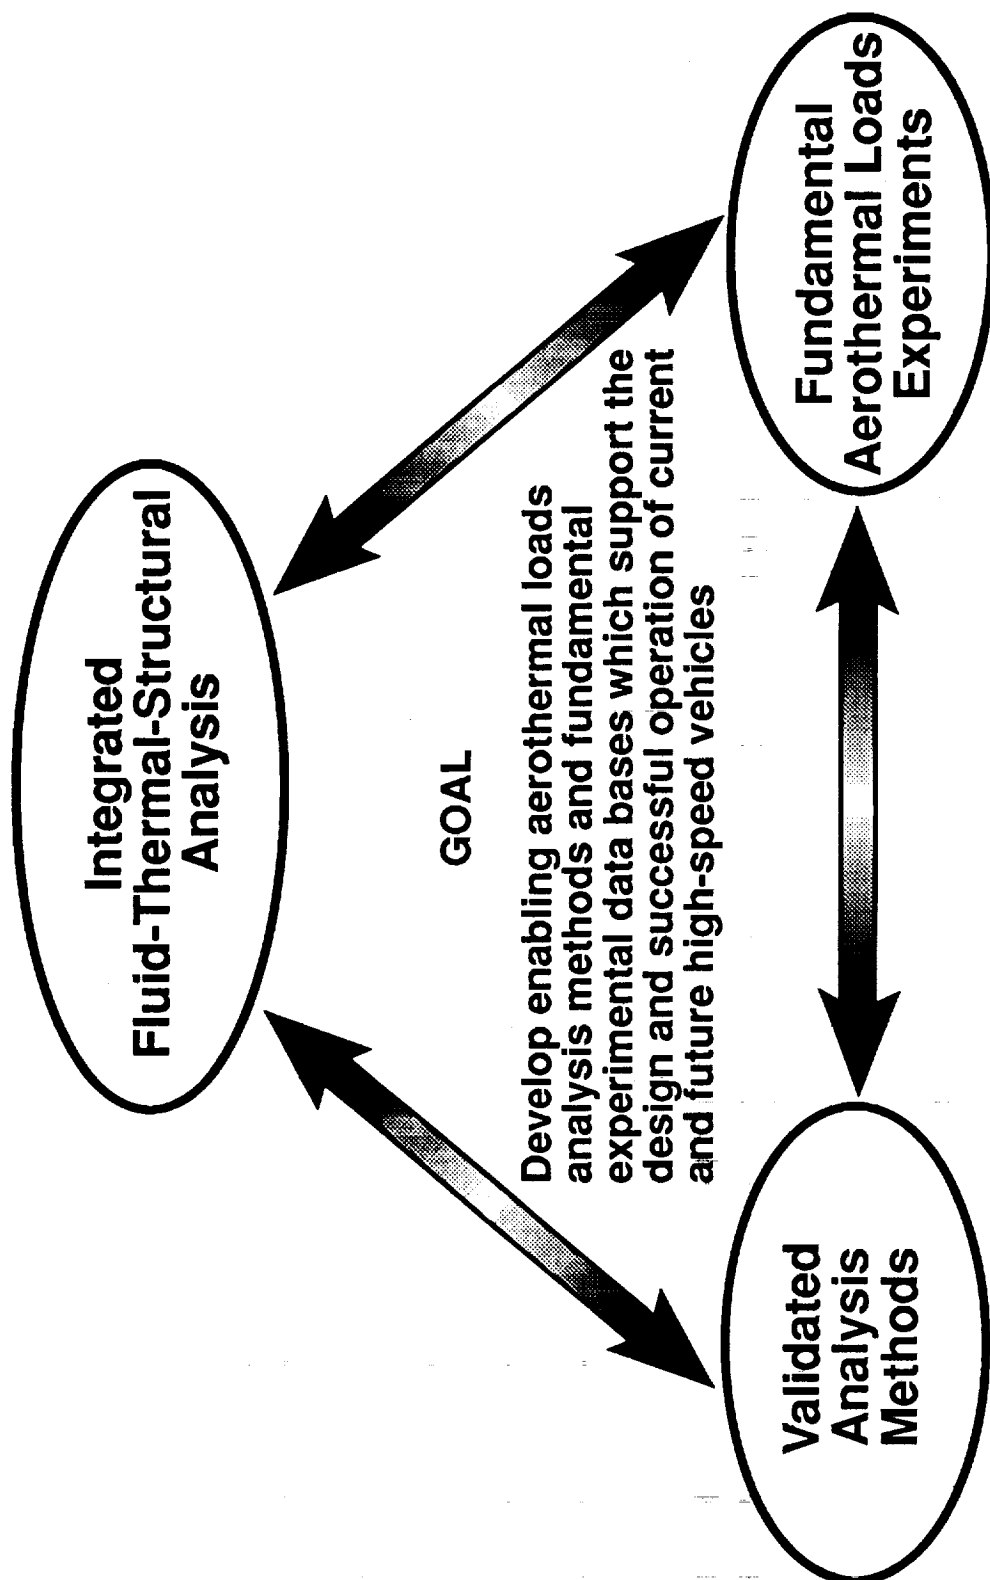 Integrated
Fluid-Thermal-Structural
Analysis
GOAL
Develop enabling aerothermal loads
analysis methods and fundamental
experimental data bases which support the
design and successful operation of current
and future high-speed vehicles
Validated
Analysis
Methods
Fundamental
Aerothermal Loads
Experiments